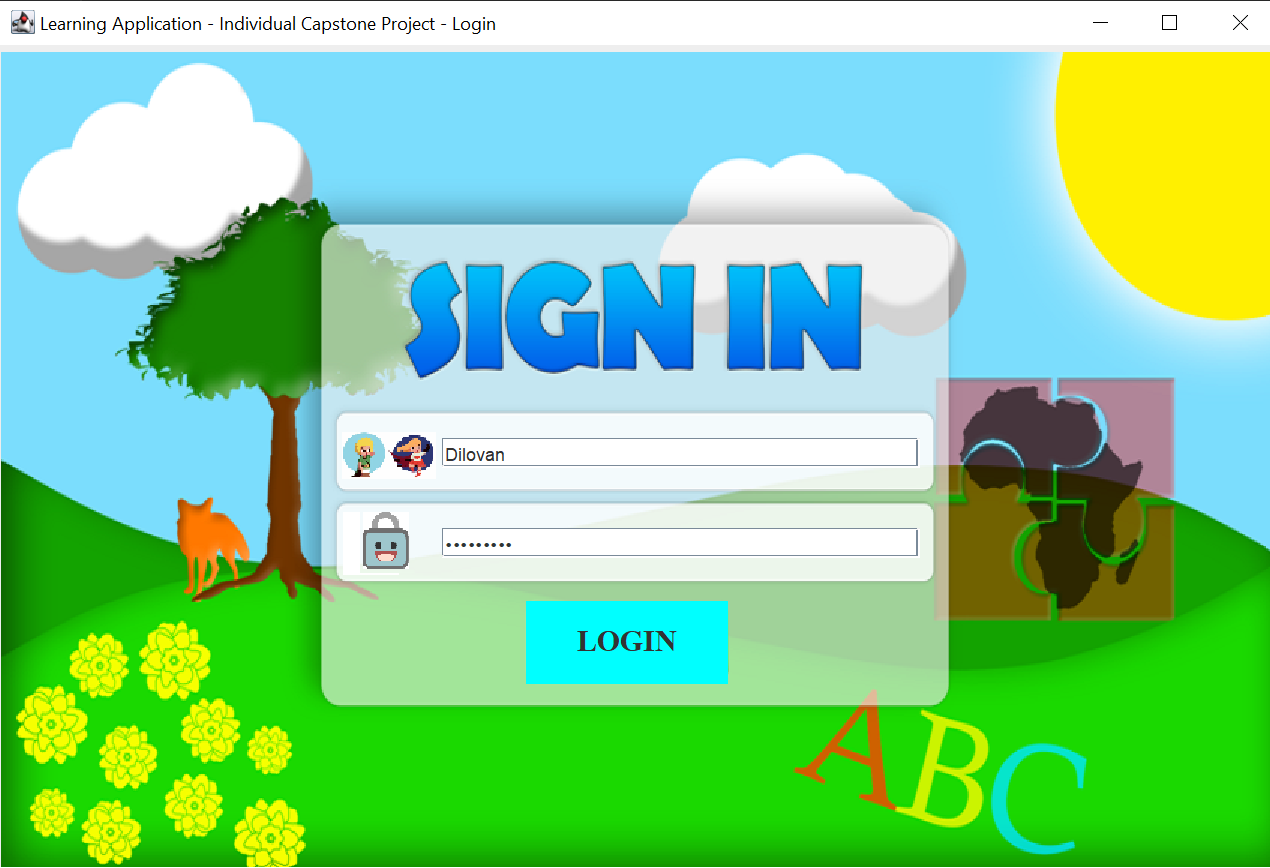 Learning Application - Individual Capstone Project - Login
SIGN IN
Dilovan
•••••••••
LOGIN
ABC